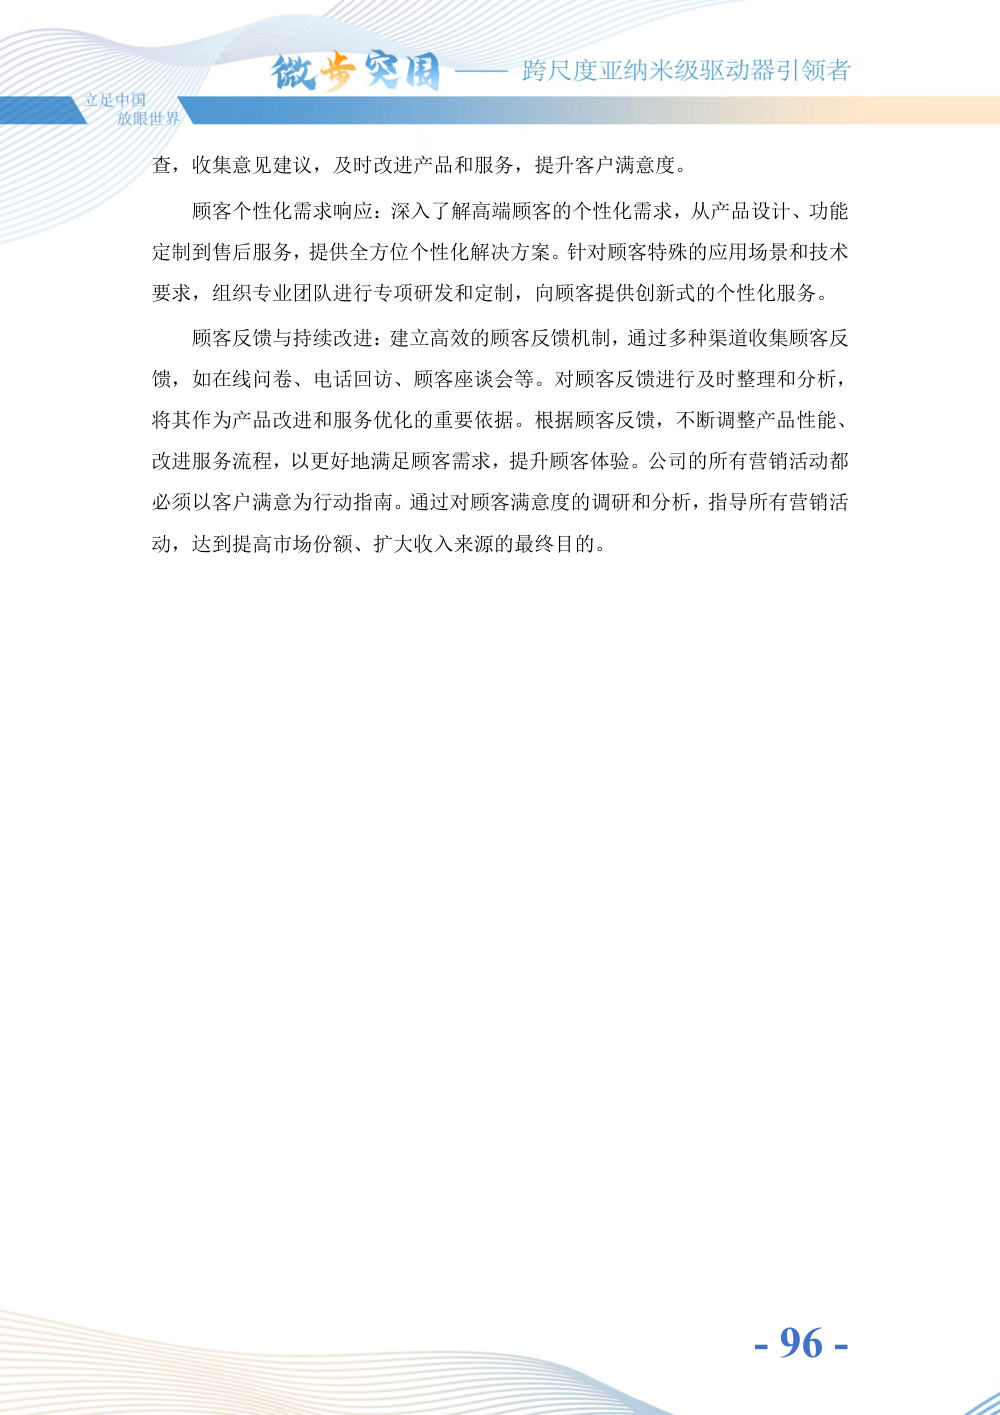 微步突围 —— 跨尺度亚纳米级驱动器引领者
立足中国
放眼世界
查，收集意见建议，及时改进产品和服务，提升客户满意度。
顾客个性化需求响应：深入了解高端顾客的个性化需求，从产品设计、功能
定制到售后服务，提供全方位个性化解决方案。针对顾客特殊的应用场景和技术
要求，组织专业团队进行专项研发和定制，向顾客提供创新式的个性化服务。
顾客反馈与持续改进：建立高效的顾客反馈机制，通过多种渠道收集顾客反
馈，如在线问卷、电话回访、顾客座谈会等。对顾客反馈进行及时整理和分析，
将其作为产品改进和服务优化的重要依据。根据顾客反馈，不断调整产品性能、
改进服务流程，以更好地满足顾客需求，提升顾客体验。公司的所有营销活动都
必须以客户满意为行动指南。通过对顾客满意度的调研和分析，指导所有营销活
动，达到提高市场份额、扩大收入来源的最终目的。
- 96 -